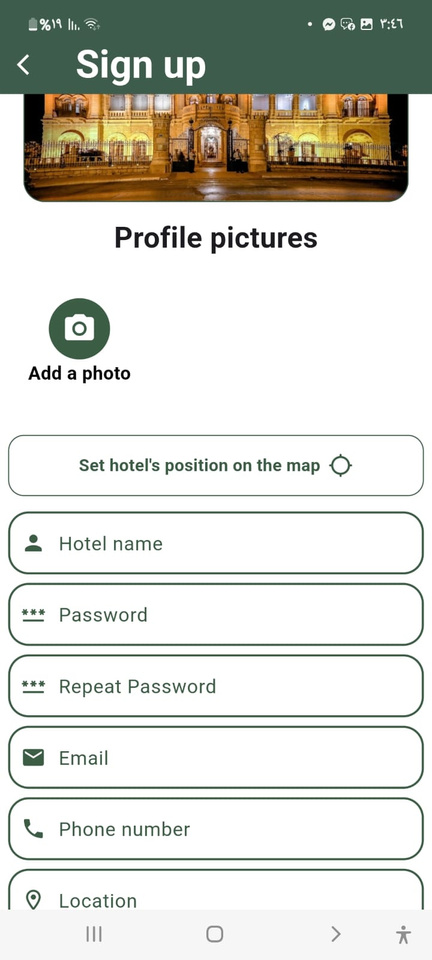 %١٩ ٣:٤٦
Sign up
Profile pictures
Add a photo
Set hotel's position on the map
Hotel name
Password
Repeat Password
Email
Phone number
Location